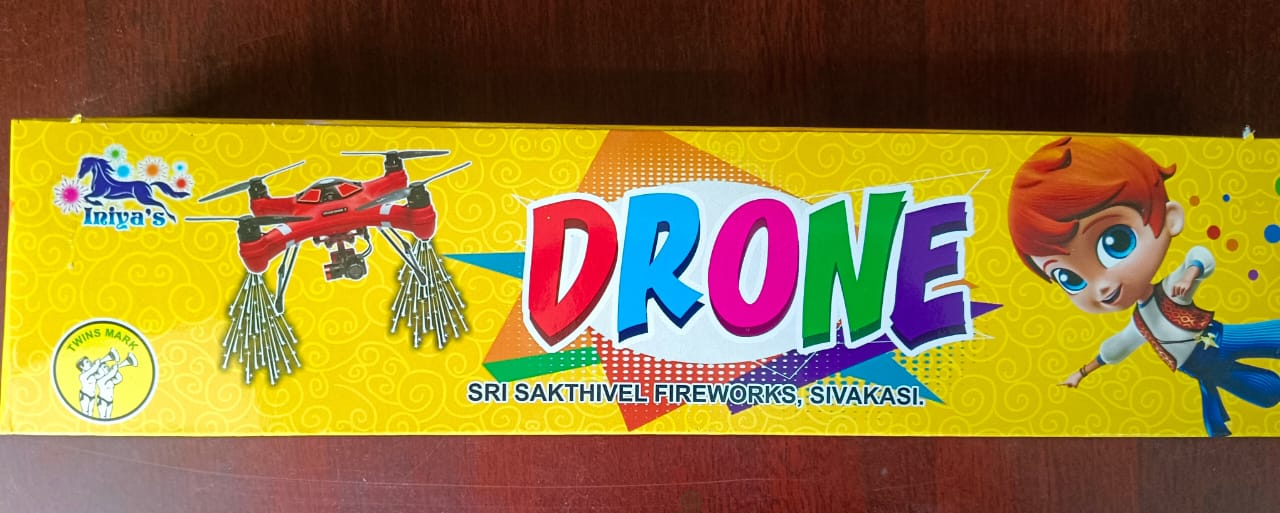 Iniya's
DRONE
TWINS MARK
SRI SAKTHIVEL FIREWORKS, SIVAKASI.